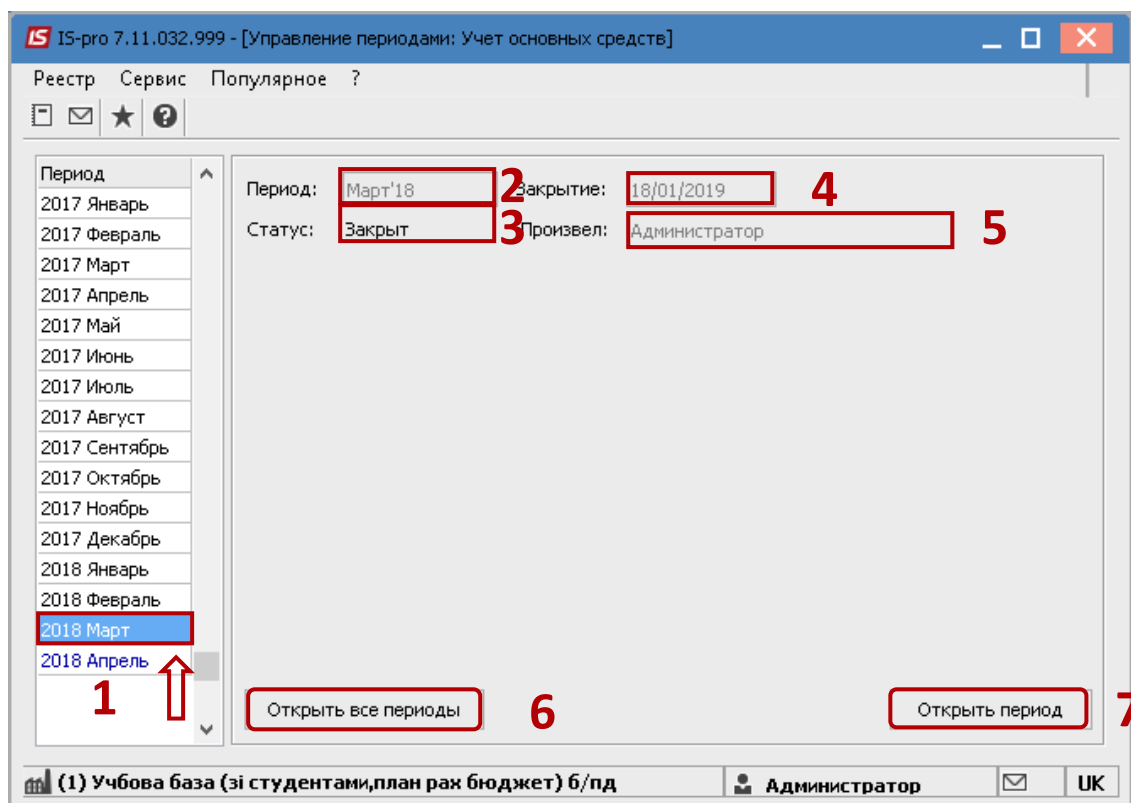 IS-pro 7.11.032.999 - [Управление периодами: Учет основных средств]
Реестр Сервис Популярное ?
Период
2017 Январь
2017 Февраль
2017 Март
2017 Апрель
2017 Май
2017 Июнь
2017 Июль
2017 Август
2017 Сентябрь
2017 Октябрь
2017 Ноябрь
2017 Декабрь
2018 Январь
2018 Февраль
2018 Март
2018 Апрель
1
Период: Март'18 2 Закрытие: 18/01/2019 4
Статус: Закрыт 3 Произвел: Администратор 5
Открыть все периоды 6 Открыть период 7
(1) Учбова база (зі студентами,план рах бюджет) б/пд Администратор UK